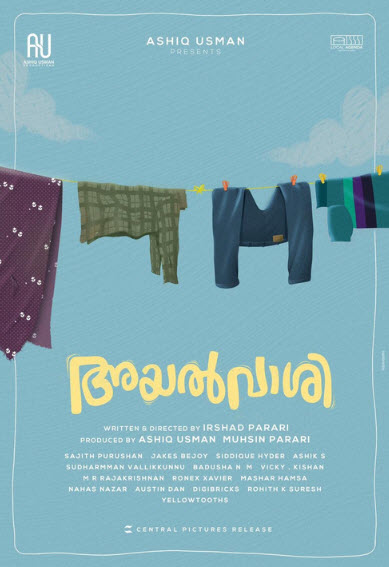 AU
ASHIQ USMAN
PRODUCTIONS
ASHIQ USMAN
PRESENTS
അയൽവാശി
WRITTEN & DIRECTED BY IRSHAD PARARI
PRODUCED BY ASHIQ USMAN MUHSIN PARARI
SAJITH PURUSHAN JAKES BEJOY SIDDIQUE HYDER ASHIK S
SUDHARMMAN VALLIKKUNNU BADUSHA N M VICKY . KISHAN
M R RAJAKRISHNAN RONEX XAVIER MASHAR HAMSA
NAHAS NAZAR AUSTIN DAN DIGIBRICKS ROHITH K SURESH
YELLOWTOOTHS
CENTRAL PICTURES RELEASE